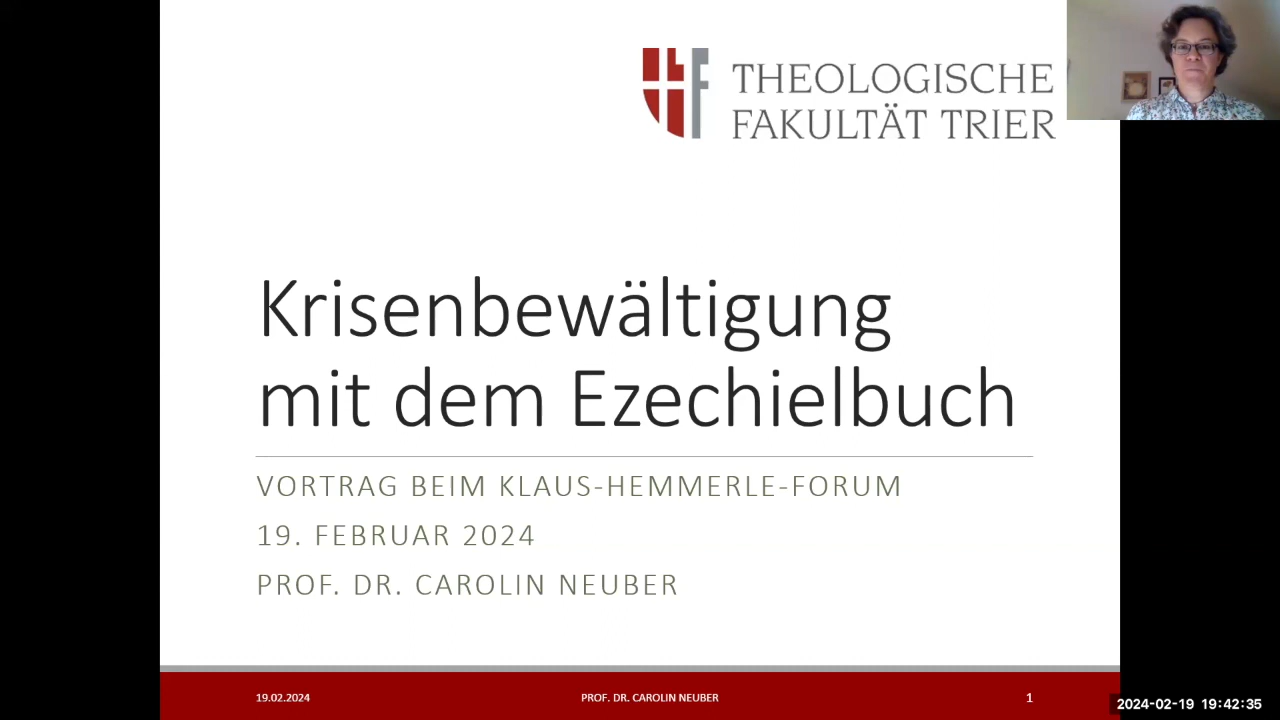 THEOLOGISCHE
FAKULTÄT TRIER
Krisenbewältigung
mit dem Ezechielbuch
VORTRAG BEIM KLAUS-HEMMERLE-FORUM
19. FEBRUAR 2024
PROF. DR. CAROLIN NEUBER
19.02.2024 PROF. DR. CAROLIN NEUBER 1
2024-02-19 19:42:35